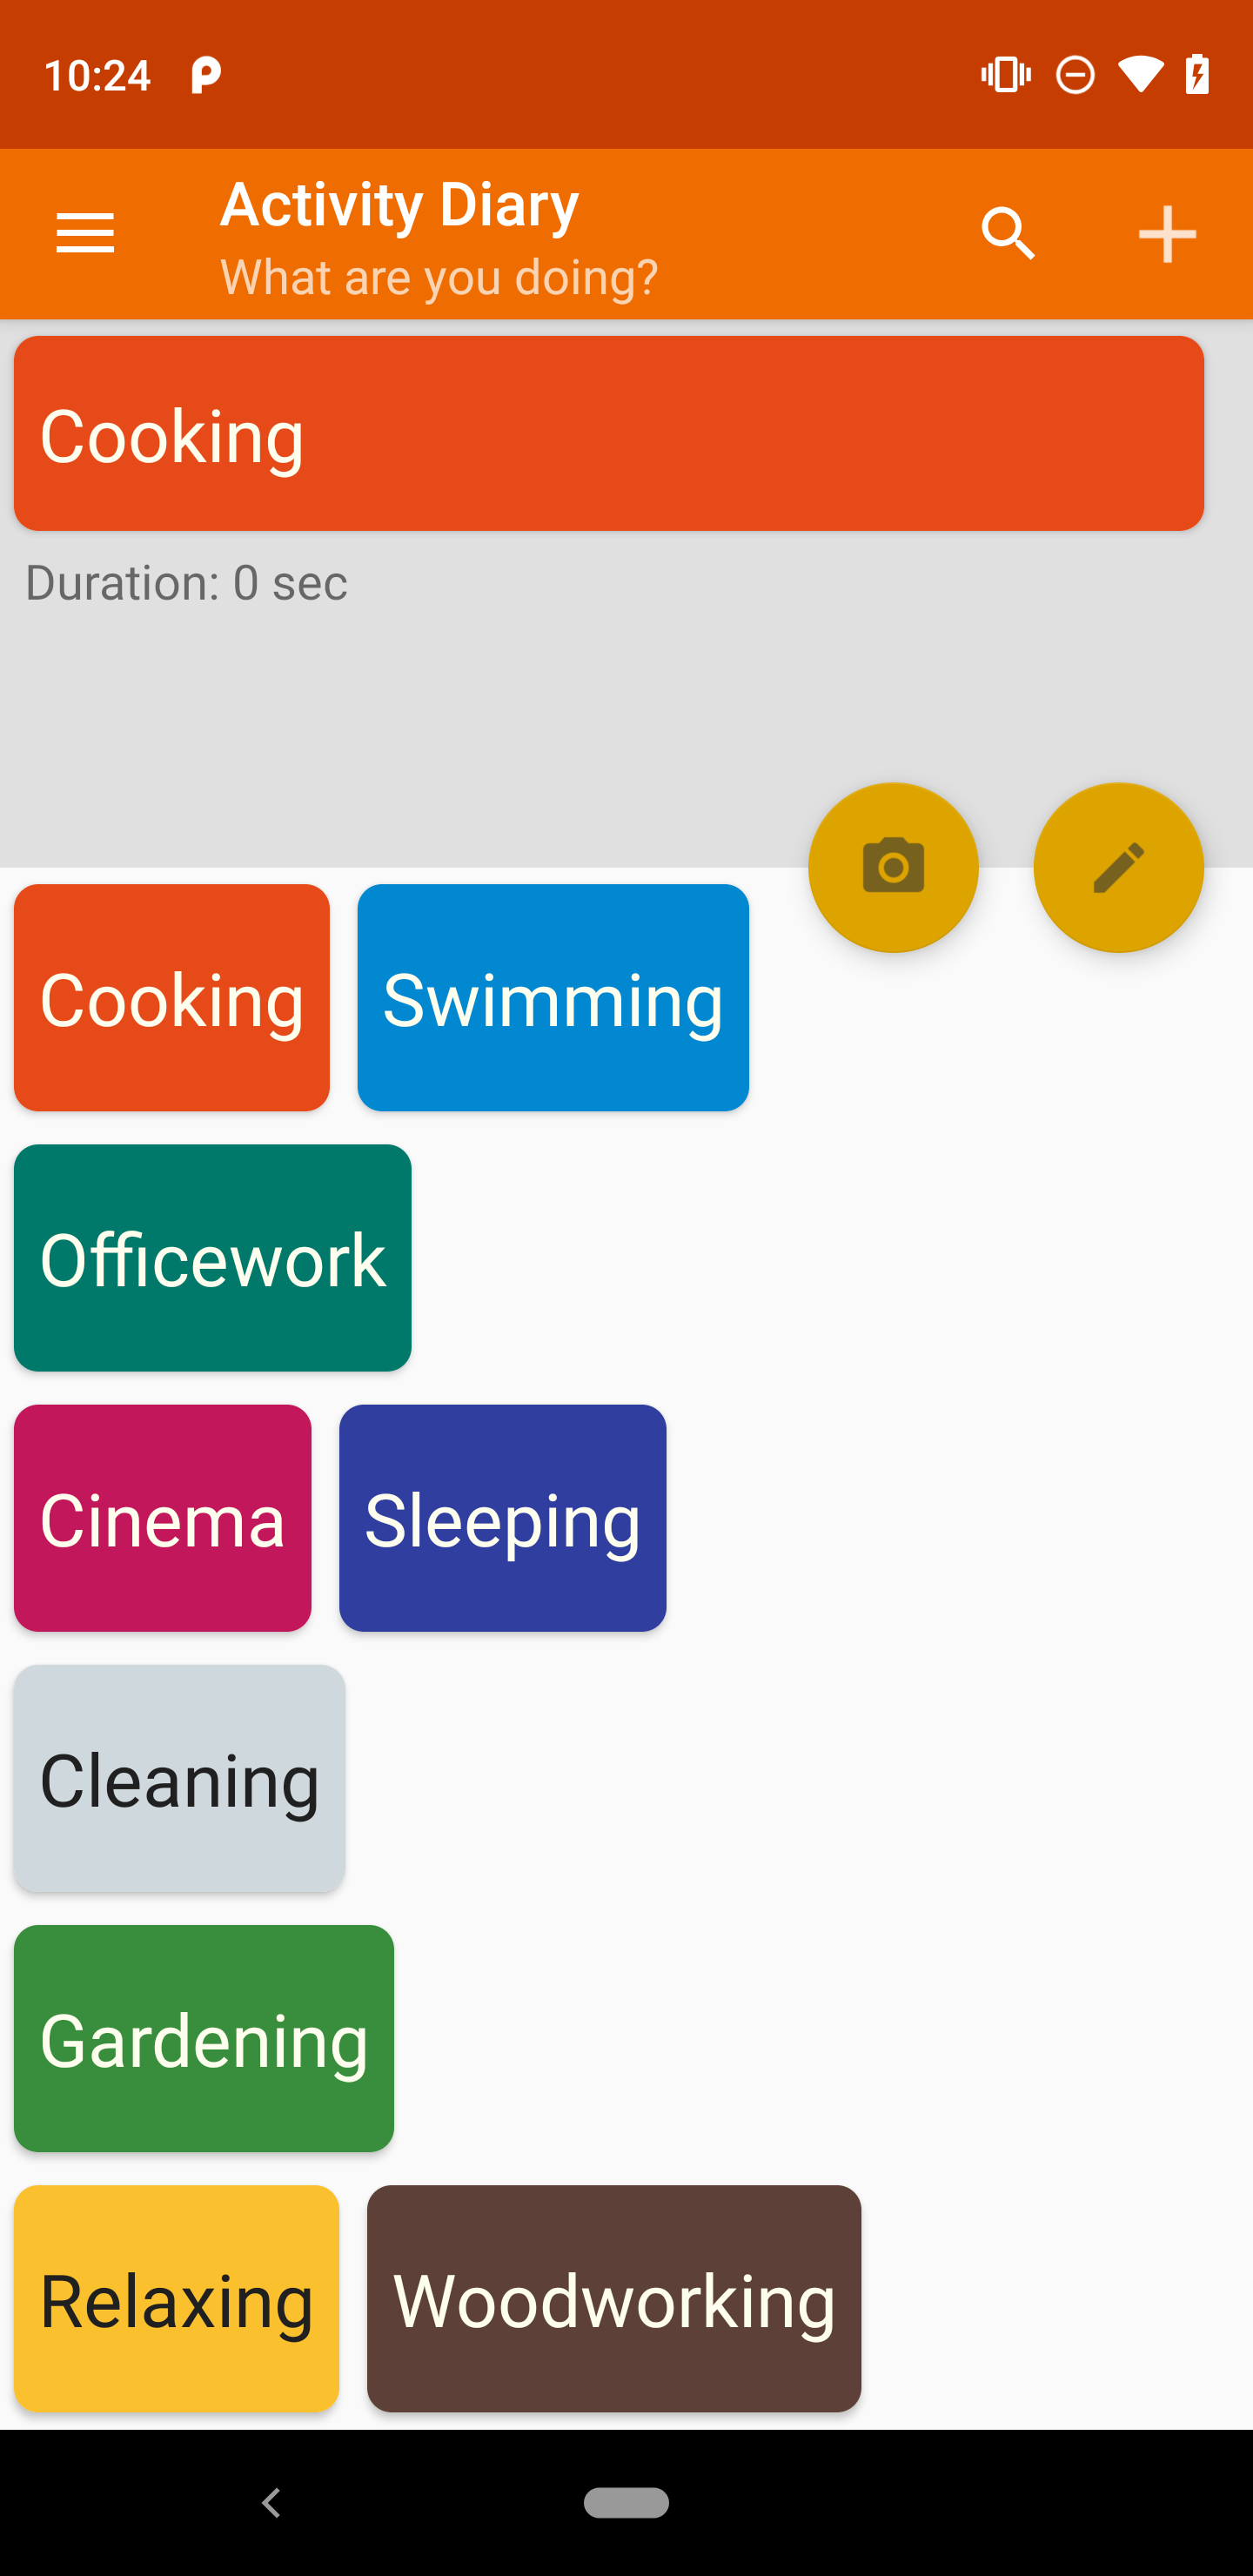 10:24
Activity Diary
What are you doing?
Cooking
Duration: 0 sec
Cooking Swimming
Officework
Cinema Sleeping
Cleaning
Gardening
Relaxing Woodworking